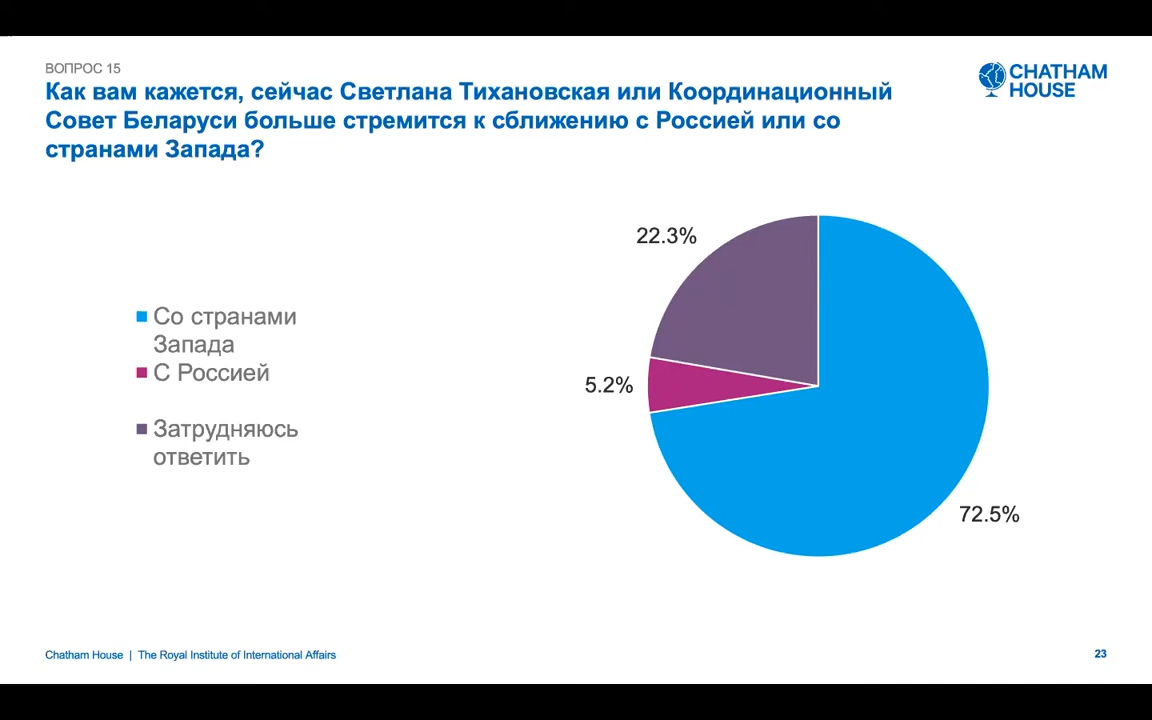 ВОПРОС 15
Как вам кажется, сейчас Светлана Тихановская или Координационный
Совет Беларуси больше стремится к сближению с Россией или со
странами Запада?
CHATHAM
HOUSE
22.3%
5.2%
72.5%
Со странами
Запада
С Россией
Затрудняюсь
ответить
Chatham House | The Royal Institute of International Affairs
23